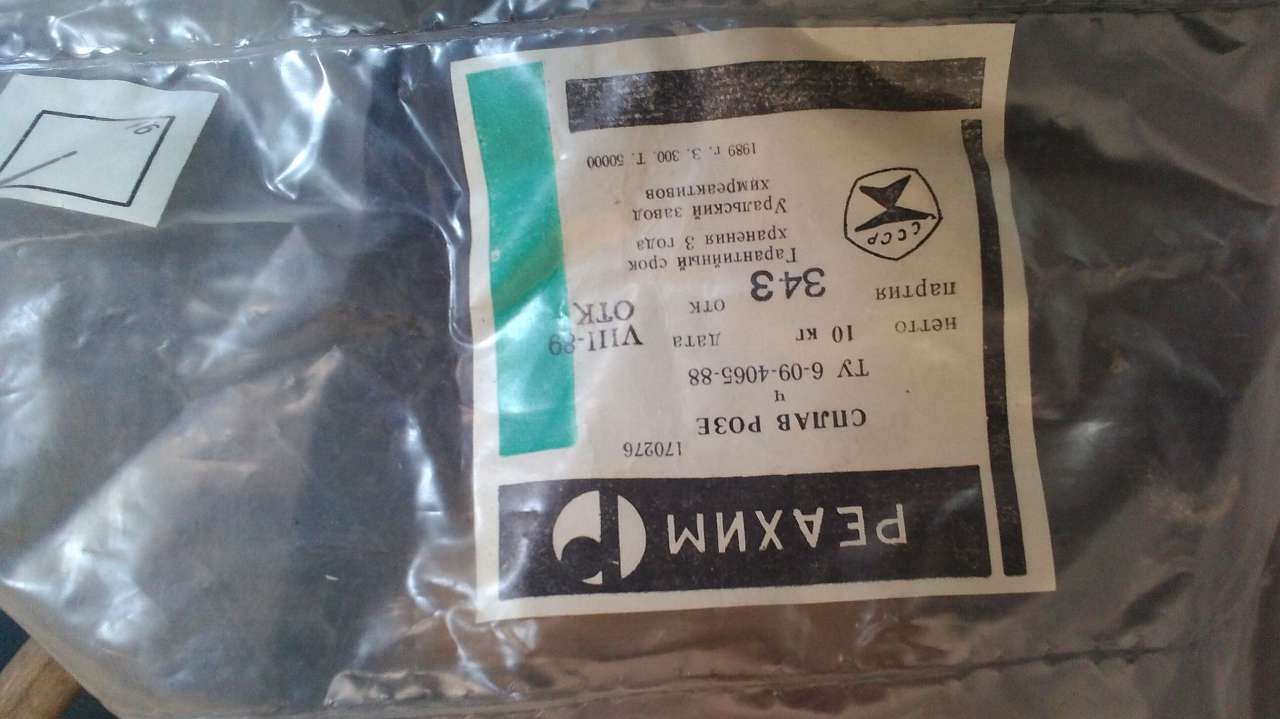 РЕАХИМ
170276
СПЛАВ РОЗЕ
ч
ТУ 6-09-4065-88
нетто 10 кг дата VIII-89
партия 343 ОТК ОТК
Гарантийный срок
хранения 3 года
Уральский завод
химреактивов
1989 г. З. 300. Т. 50000
СССР
16